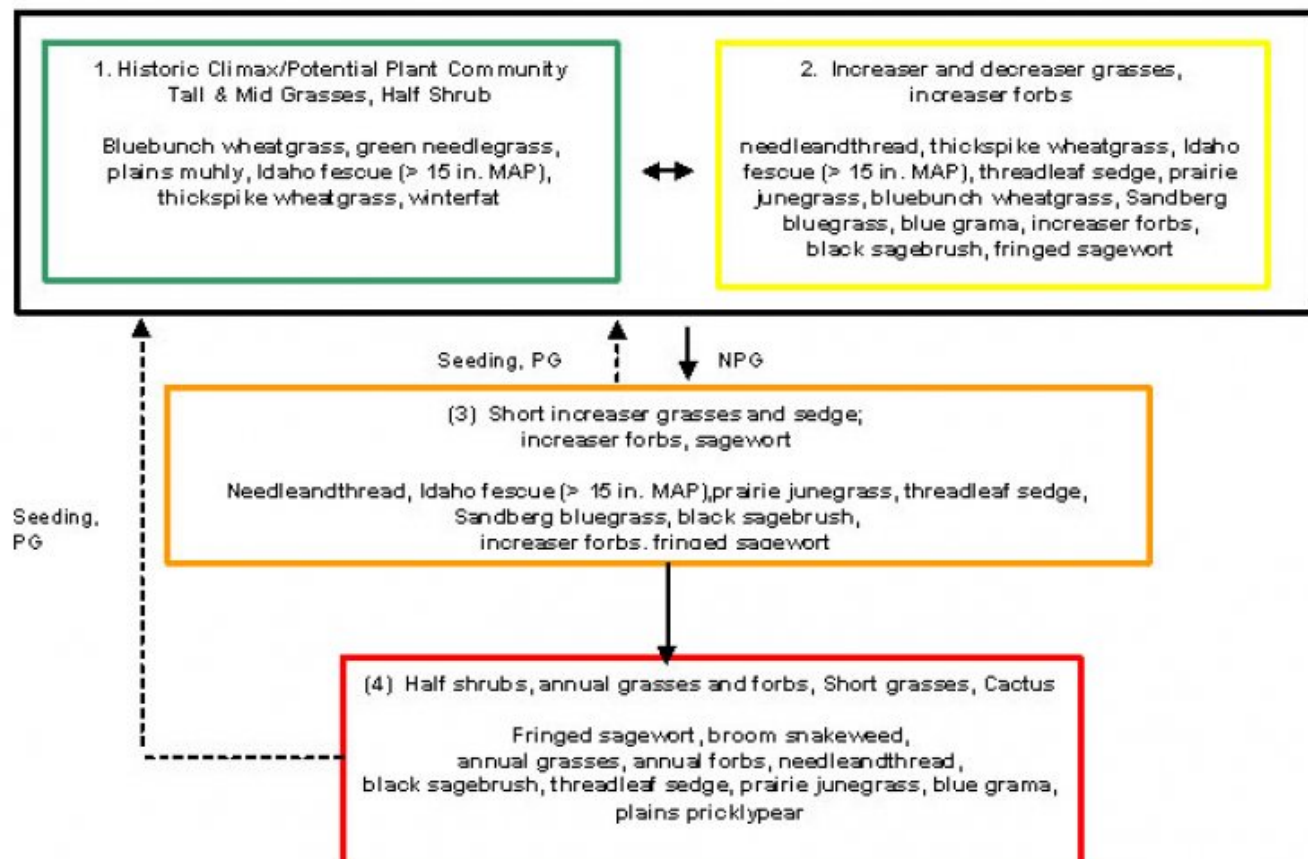 1. Historic Climax/Potential Plant Community
Tall & Mid Grasses, Half Shrub
Bluebunch wheatgrass, green needlegrass,
plains muhly, Idaho fescue (> 15 in. MAP),
thickspike wheatgrass, winterfat
2. Increaser and decreaser grasses,
increaser forbs
needleandthread, thickspike wheatgrass, Idaho
fescue (> 15 in. MAP), threadleaf sedge, prairie
junegrass, bluebunch wheatgrass, Sandberg
bluegrass, blue grama, increaser forbs,
black sagebrush, fringed sagewort
Seeding, PG
NPG
(3) Short increaser grasses and sedge;
increaser forbs, sagewort
Needleandthread, Idaho fescue (> 15 in. MAP),prairie junegrass, threadleaf sedge,
Sandberg bluegrass, black sagebrush,
increaser forbs, fringed sagewort
Seeding,
PG
(4) Half shrubs, annual grasses and forbs, Short grasses, Cactus
Fringed sagewort, broom snakeweed,
annual grasses, annual forbs, needleandthread,
black sagebrush, threadleaf sedge, prairie junegrass, blue grama,
plains pricklypear